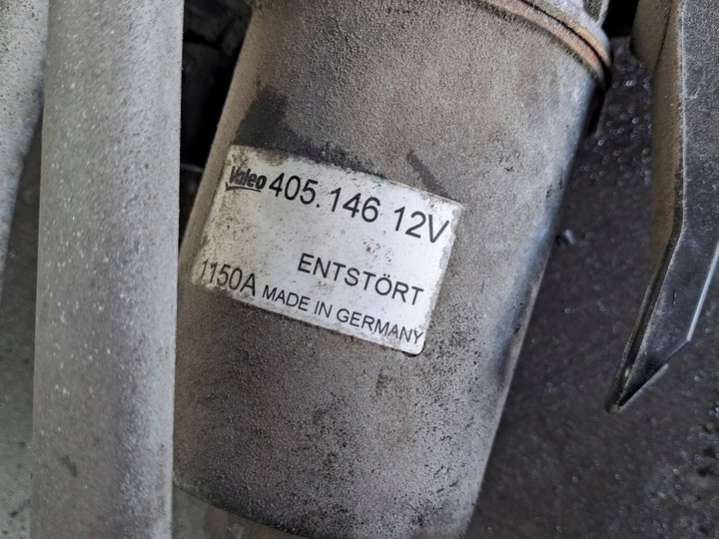 Valeo 405.146 12V
ENTSTÖRT
1150A MADE IN GERMANY